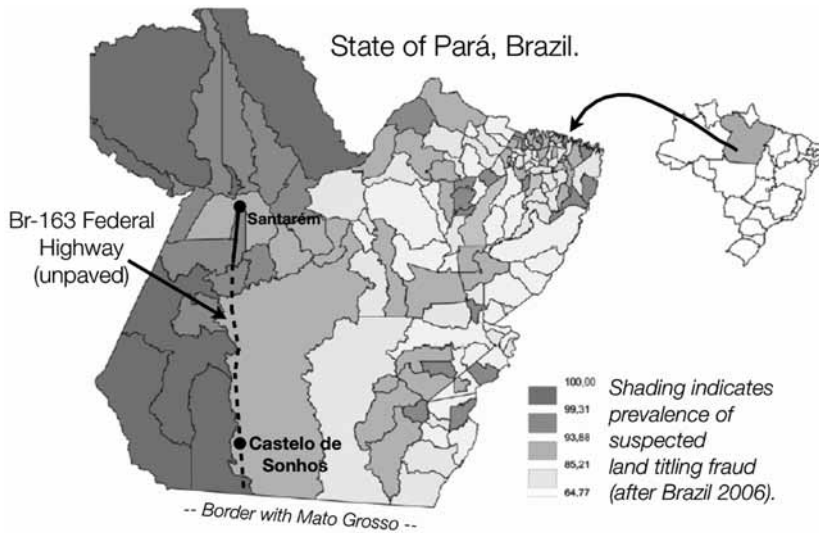 State of Pará, Brazil.
Br-163 Federal
Highway
(unpaved)
Santarém
Castelo de
Sonhos
100,00
99,31
93,88
85,21
64,77
Shading indicates
prevalence of
suspected
land titling fraud
(after Brazil 2006).
-- Border with Mato Grosso --